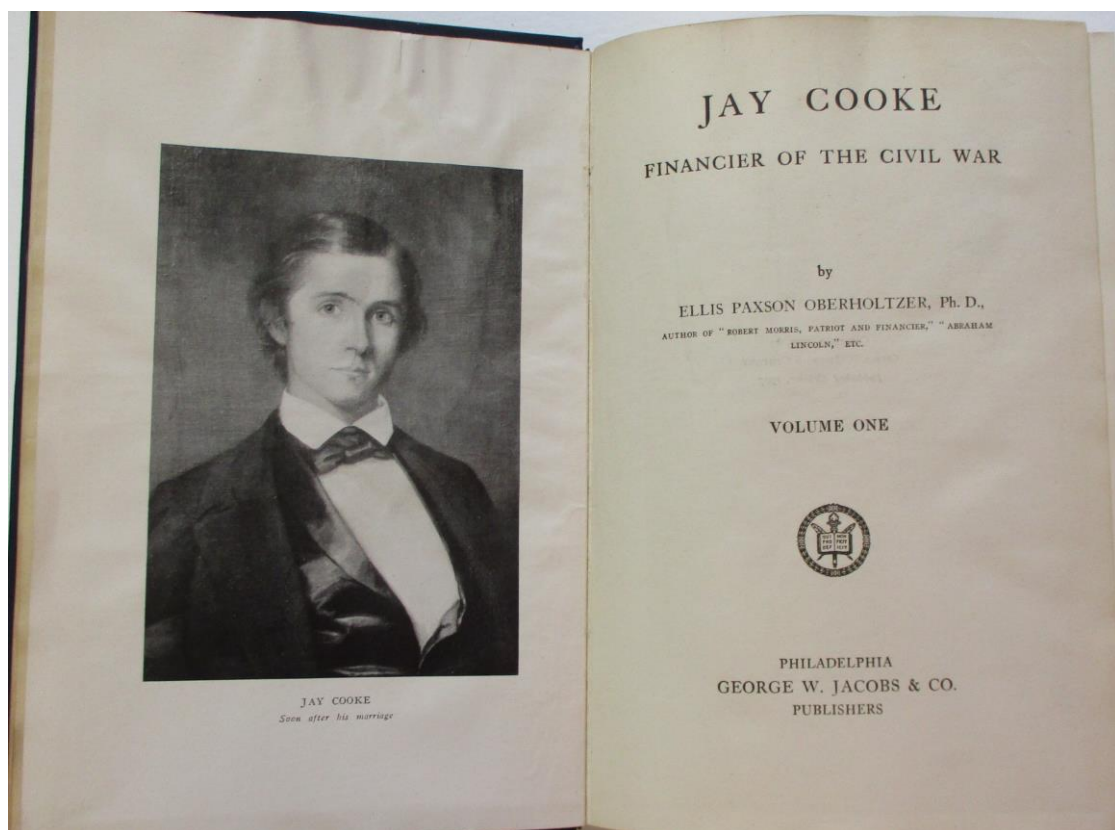 JAY COOKE
Soon after his marriage
JAY COOKE
FINANCIER OF THE CIVIL WAR
by
ELLIS PAXSON OBERHOLTZER, Ph. D.,
AUTHOR OF "ROBERT MORRIS, PATRIOT AND FINANCIER," "ABRAHAM
LINCOLN," ETC.
VOLUME ONE
PHILADELPHIA
GEORGE W. JACOBS & CO.
PUBLISHERS